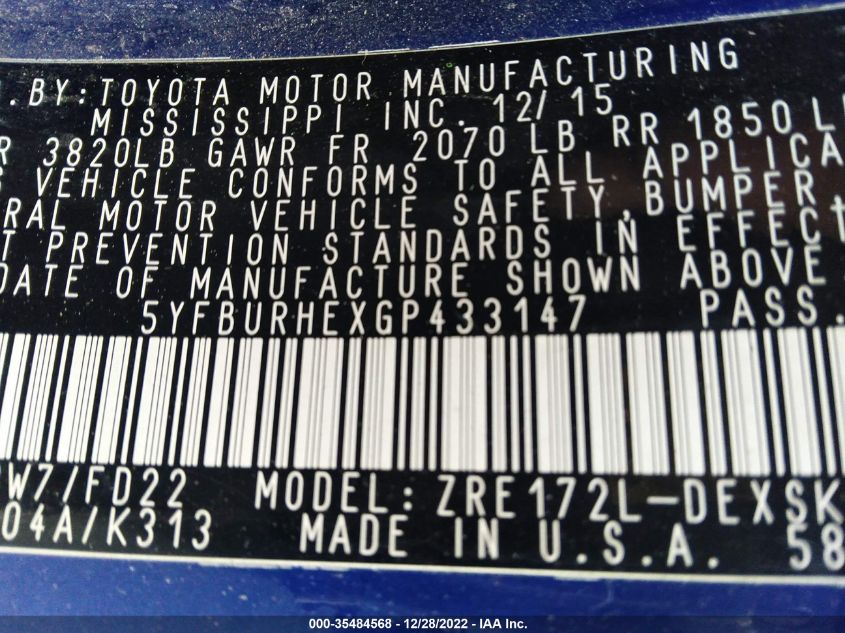 . BY: TOYOTA MOTOR MANUFACTURING
MISSISSIPPI INC. 12/ 15
R 3820LB GAWR FR 2070 LB RR 1850 L
VEHICLE CONFORMS TO ALL APPLICA
RAL MOTOR VEHICLE SAFETY, BUMPER,
T PREVENTION STANDARDS IN EFFECT
DATE OF MANUFACTURE SHOWN ABOVE.
5YFBURHEXGP433147 PASS.
W7/FD22 MODEL: ZRE172L-DEXSK
04A/K313 MADE IN U.S.A. 58
000-35484568 - 12/28/2022 - IAA Inc.